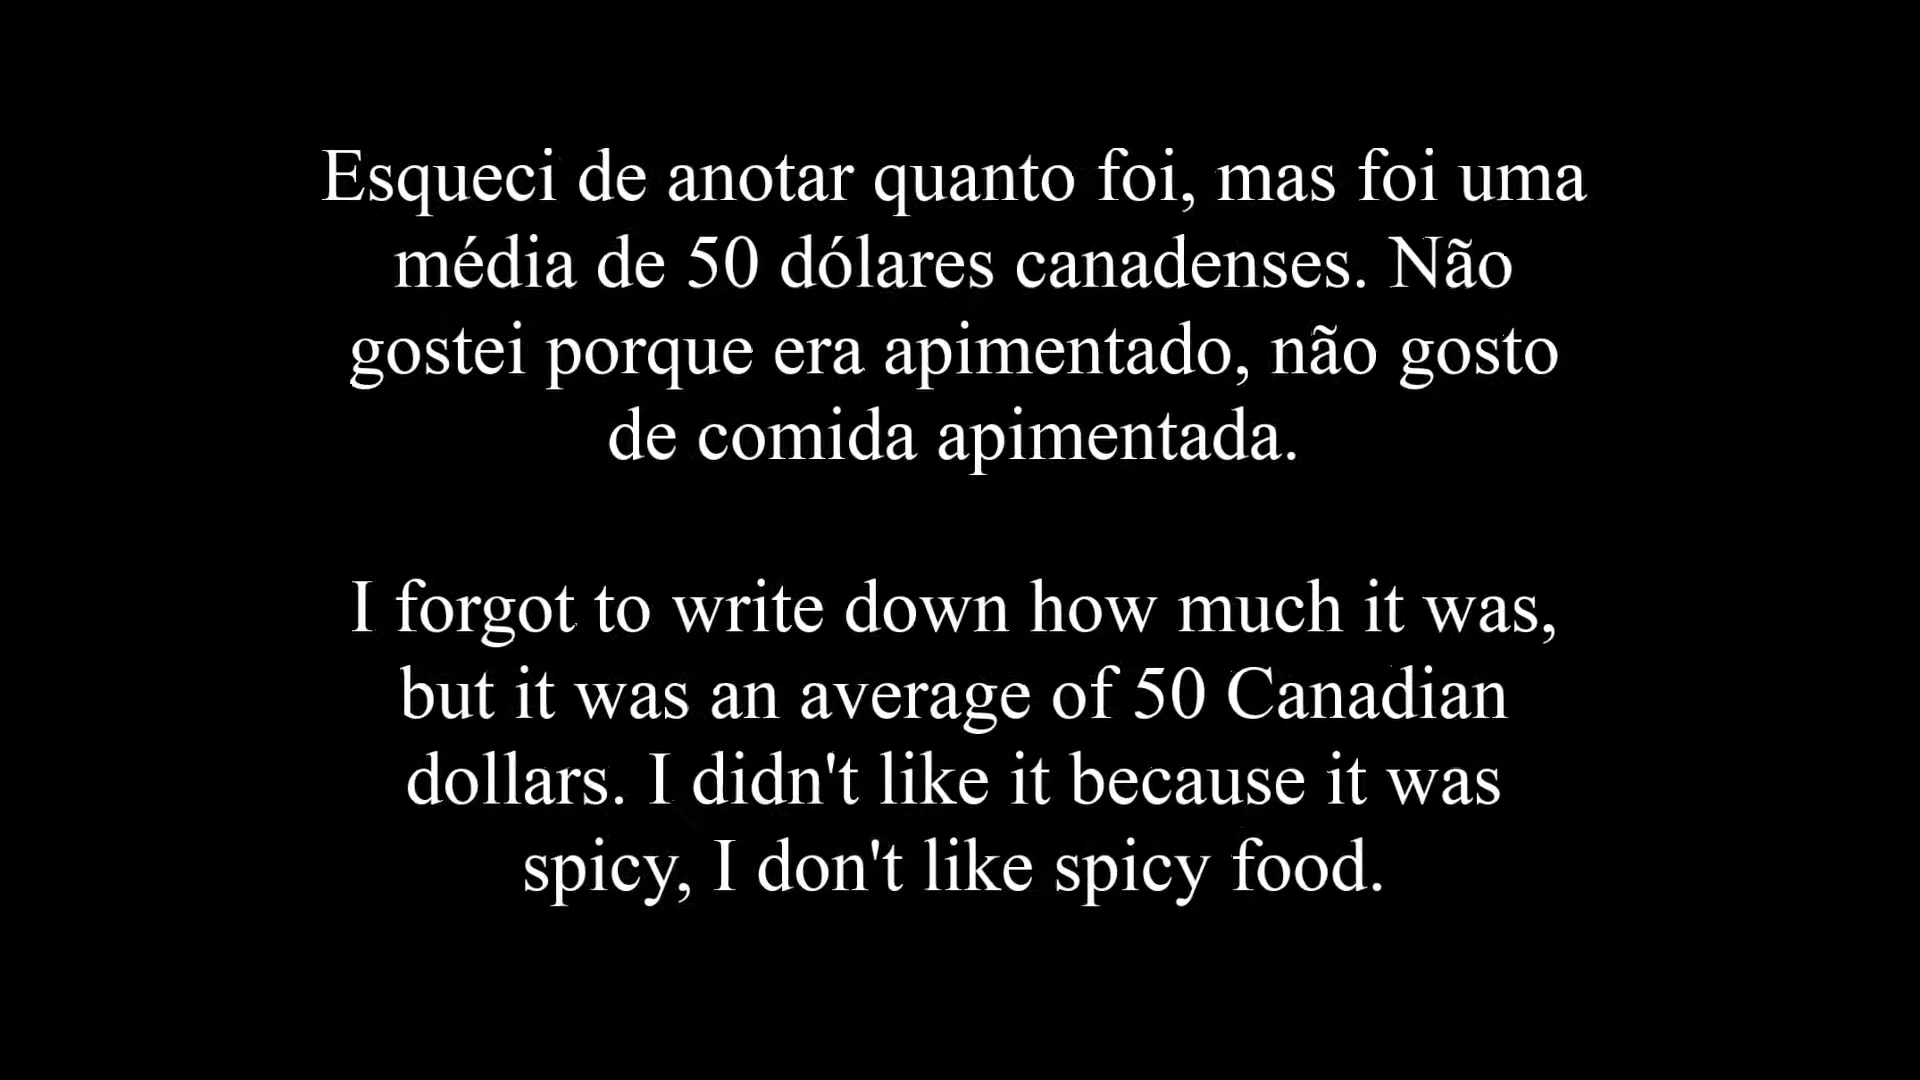 Esqueci de anotar quanto foi, mas foi uma
média de 50 dólares canadenses. Não
gostei porque era apimentado, não gosto
de comida apimentada.
I forgot to write down how much it was,
but it was an average of 50 Canadian
dollars. I didn't like it because it was
spicy, I don't like spicy food.